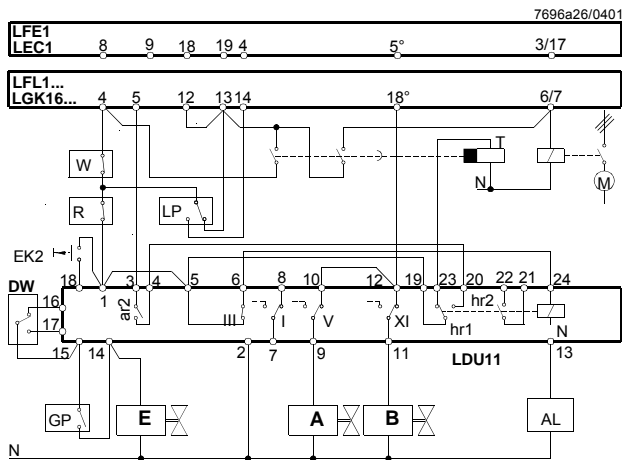 7696a26/0401
LFE1
LEC1 8 9 18 19 4 5° 3/17
LFL1...
LGK16... 4 5 12 13 14 18° 6/7
W T
N
R LP M
EK2
DW 18 1 3 4 5 6 8 10 12 19 23 20 22 21 24
16 ar2 III I V XI hr1 hr2 N
17
15 14 2 7 9 11 LDU11 13
GP E A B AL
N